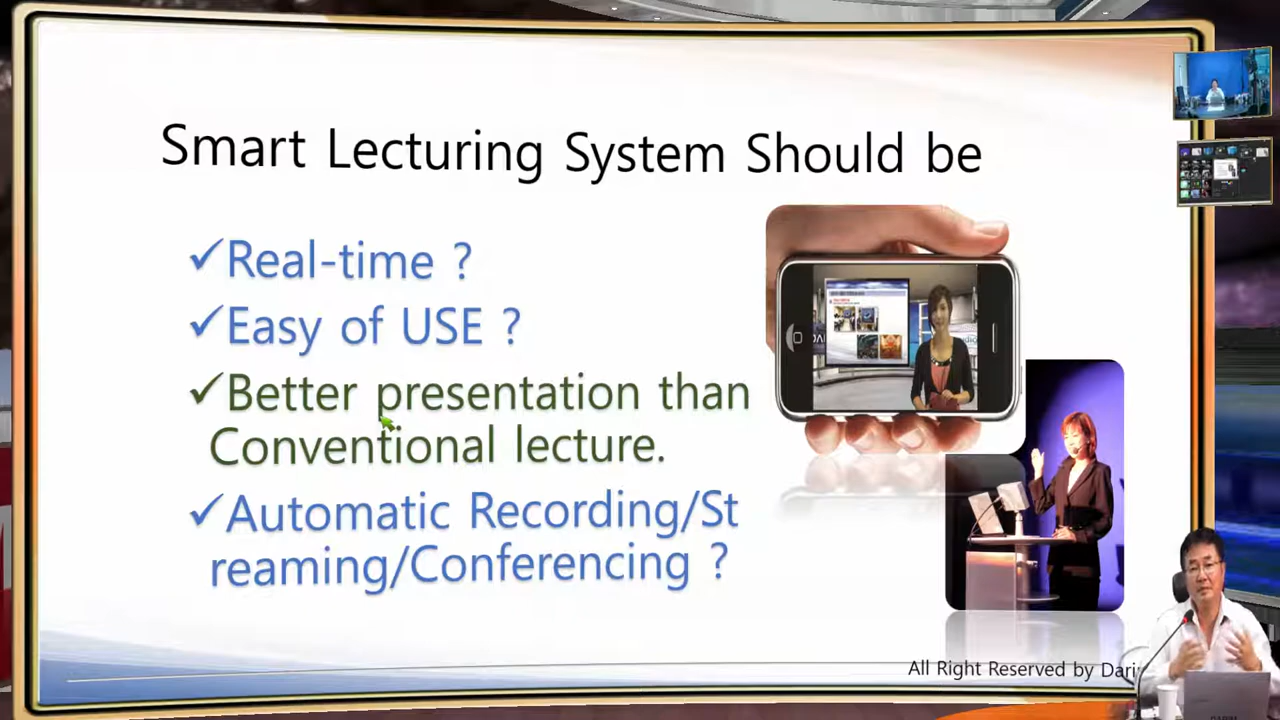 Smart Lecturing System Should be
✓Real-time ?
✓Easy of USE ?
✓Better presentation than
Conventional lecture.
✓Automatic Recording/St
reaming/Conferencing ?
All Right Reserved by